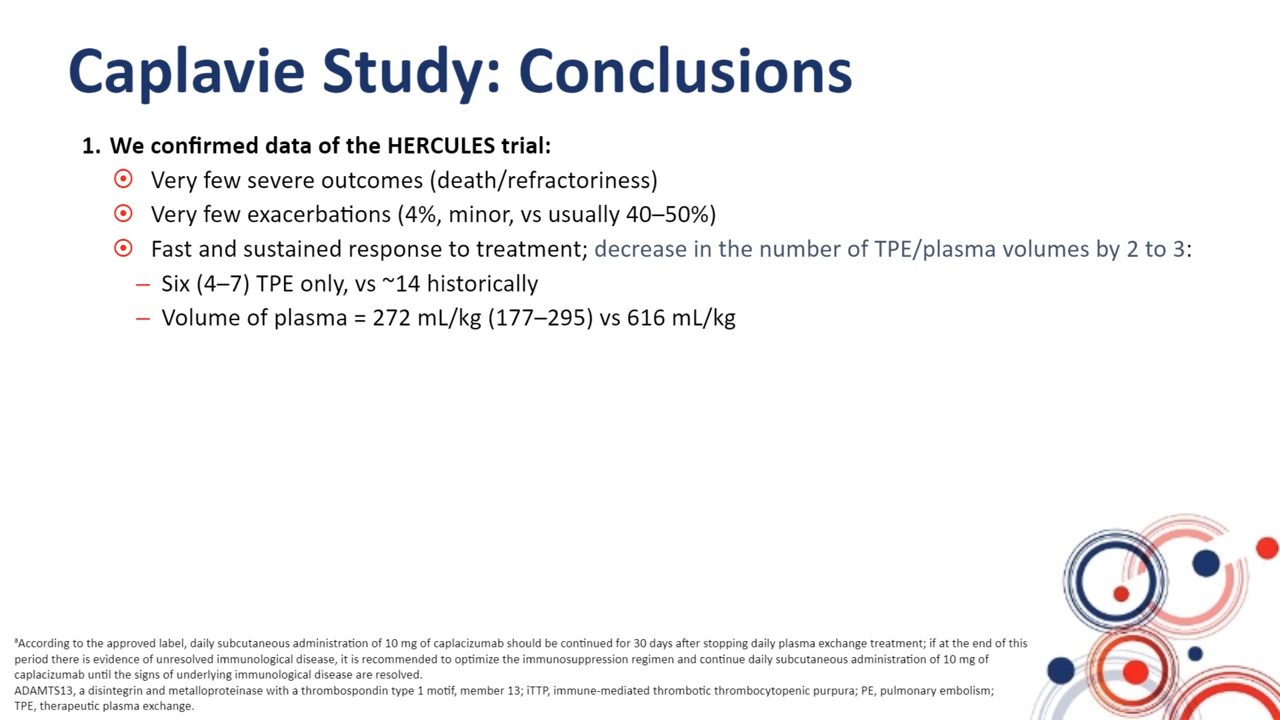 Caplavie Study: Conclusions
1. We confirmed data of the HERCULES trial:
Very few severe outcomes (death/refractoriness)
Very few exacerbations (4%, minor, vs usually 40–50%)
Fast and sustained response to treatment; decrease in the number of TPE/plasma volumes by 2 to 3:
– Six (4–7) TPE only, vs ~14 historically
– Volume of plasma = 272 mL/kg (177–295) vs 616 mL/kg
ᵃAccording to the approved label, daily subcutaneous administration of 10 mg of caplacizumab should be continued for 30 days after stopping daily plasma exchange treatment; if at the end of this
period there is evidence of unresolved immunological disease, it is recommended to optimize the immunosuppression regimen and continue daily subcutaneous administration of 10 mg of
caplacizumab until the signs of underlying immunological disease are resolved.
ADAMTS13, a disintegrin and metalloproteinase with a thrombospondin type 1 motif, member 13; iTTP, immune-mediated thrombotic thrombocytopenic purpura; PE, pulmonary embolism;
TPE, therapeutic plasma exchange.